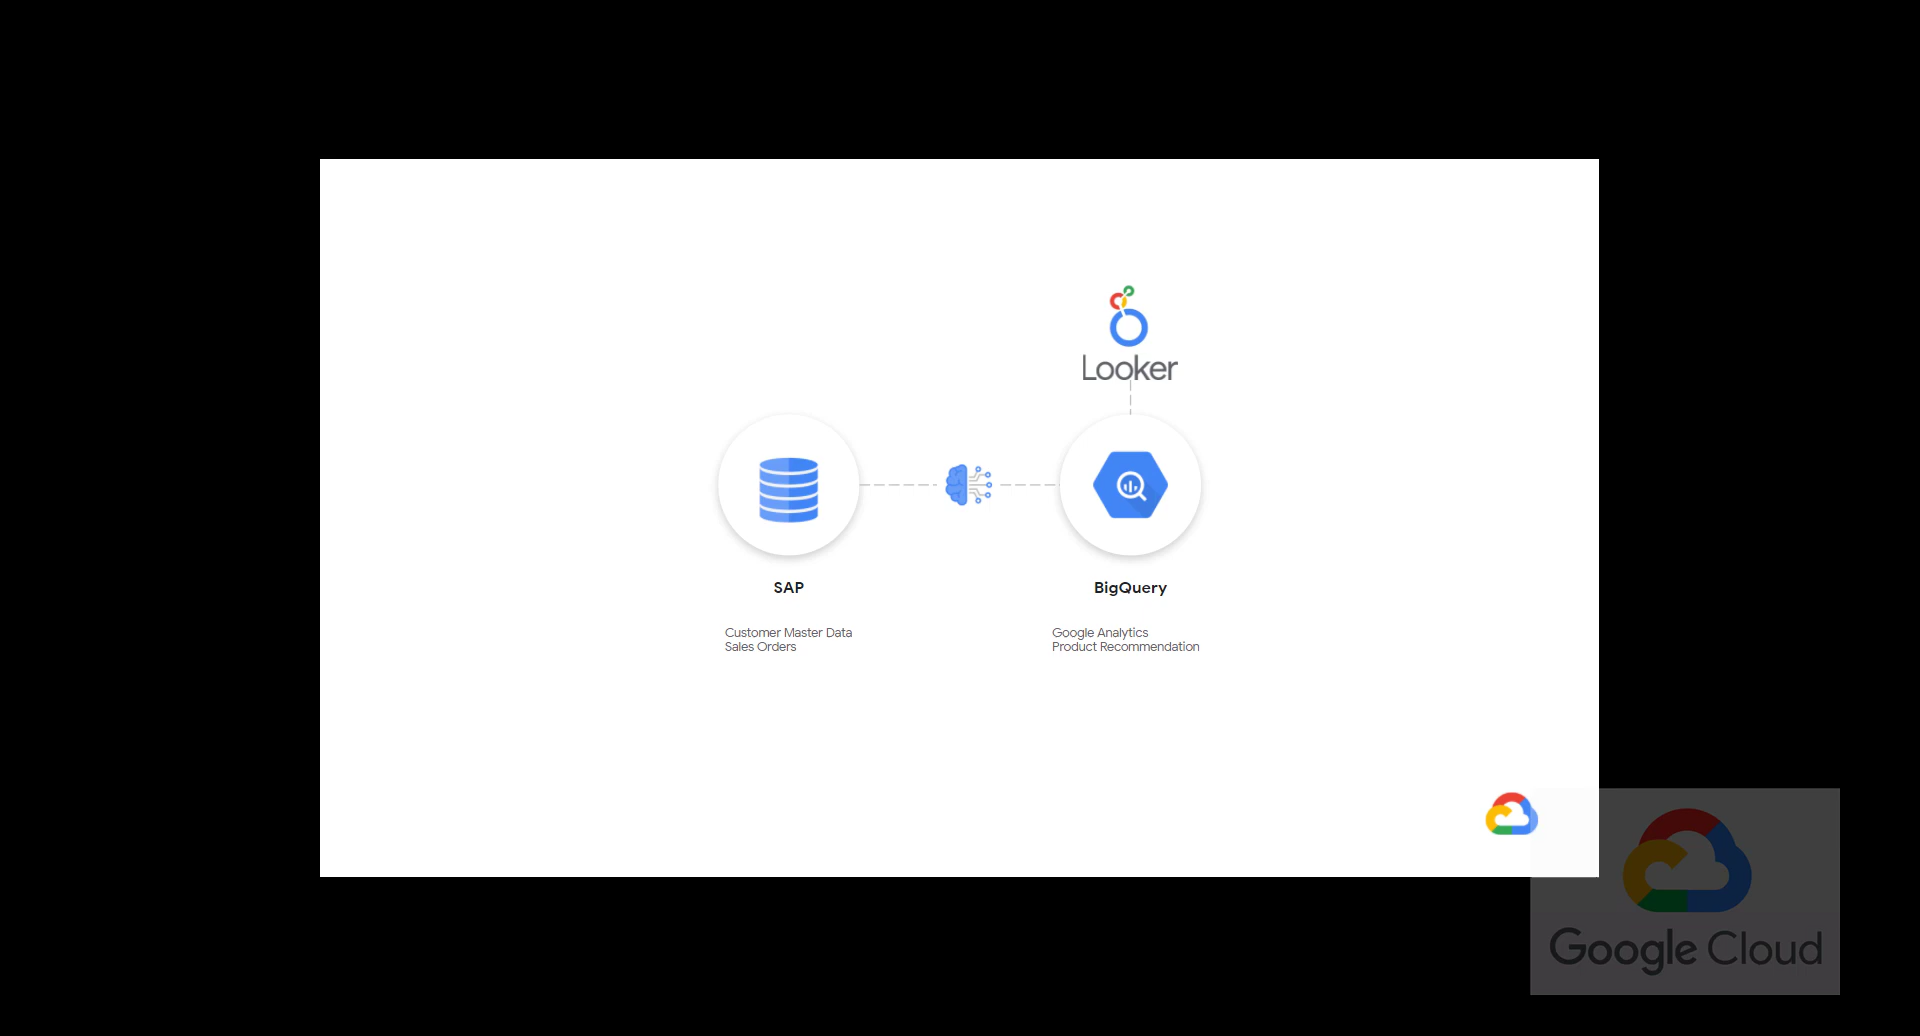 Looker
SAP
BigQuery
Customer Master Data
Sales Orders
Google Analytics
Product Recommendation
Google Cloud